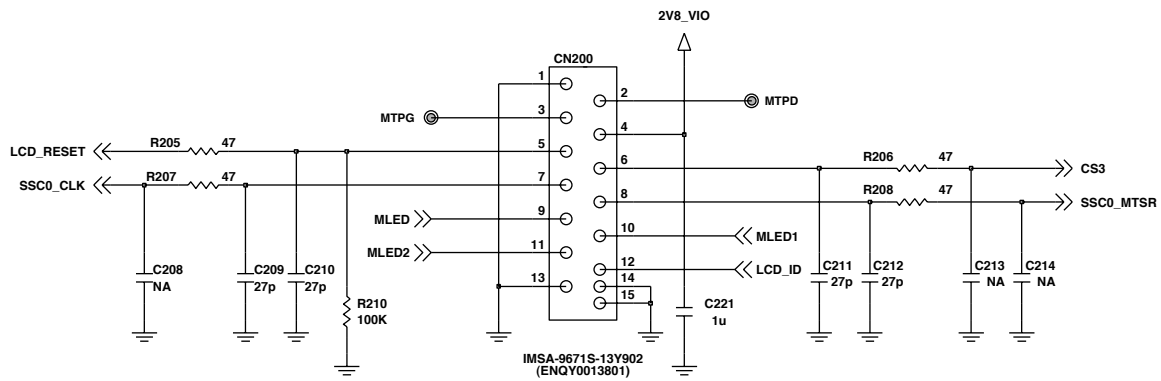 2V8_VIO
CN200
1
2
MTPD
MTPG
3
4
LCD_RESET
R205
47
5
6
R206
47
CS3
SSC0_CLK
R207
47
7
8
R208
47
SSC0_MTSR
MLED
9
10
MLED1
MLED2
11
12
LCD_ID
13
14
15
C208
NA
C209
27p
C210
27p
R210
100K
C211
27p
C212
27p
C213
NA
C214
NA
C221
1u
IMSA-9671S-13Y902
(ENQY0013801)